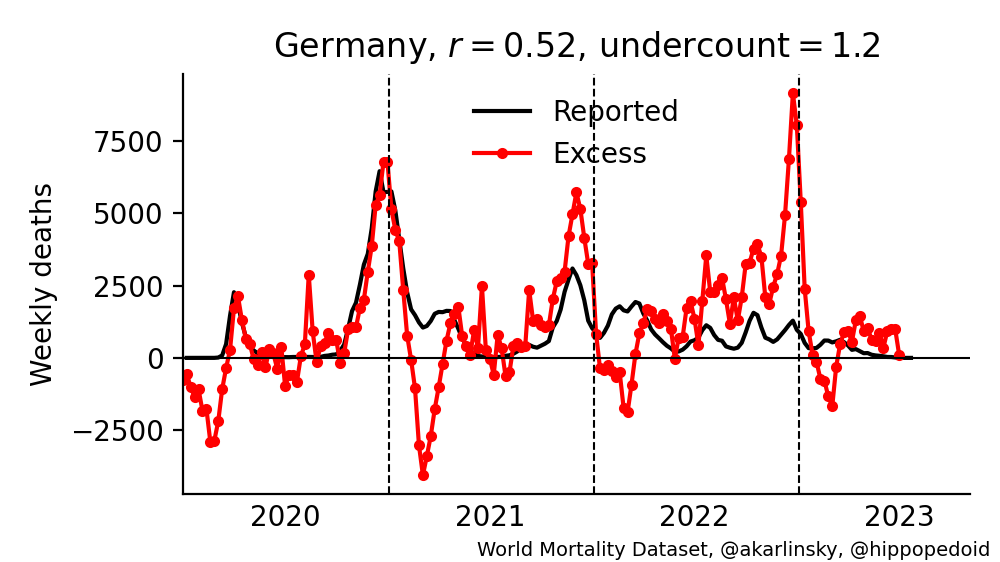 Germany, r = 0.52, undercount = 1.2
Reported
Excess
Weekly deaths
7500
5000
2500
0
−2500
2020 2021 2022 2023
World Mortality Dataset, @akarlinsky, @hippopedoid